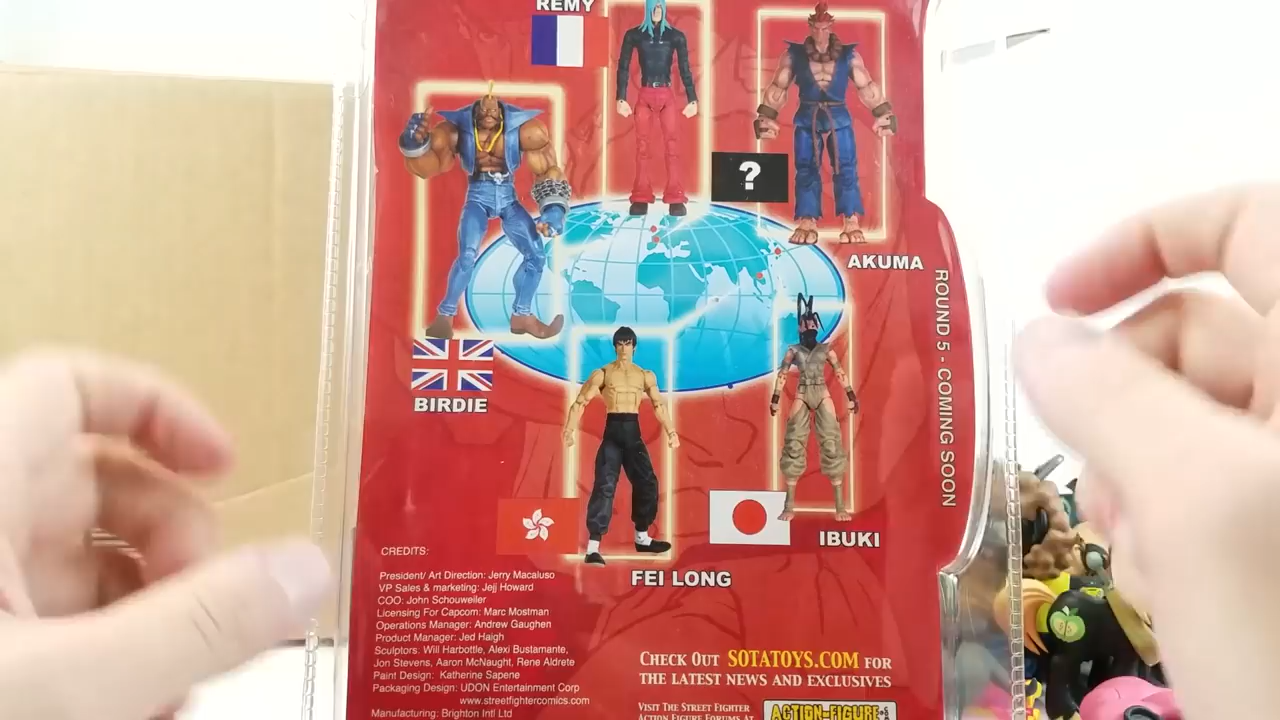 REMY
?
AKUMA
BIRDIE
FEI LONG
IBUKI
ROUND 5 - COMING SOON
CREDITS:
President/ Art Direction: Jerry Macaluso
VP Sales & marketing: Jejj Howard
COO: John Schouweiler
Licensing For Capcom: Marc Mostman
Operations Manager: Andrew Gaughen
Product Manager: Jed Haigh
Sculptors: Will Harbottle, Alexi Bustamante,
Jon Stevens, Aaron McNaught, Rene Aldrete
Paint Design: Katherine Sapene
Packaging Design: UDON Entertainment Corp
www.streetfightercomics.com
Manufacturing: Brighton Intl Ltd
CHECK OUT SOTATOYS.COM FOR
THE LATEST NEWS AND EXCLUSIVES
VISIT THE STREET FIGHTER
ACTION FIGURE FORUMS AT
ACTION-FIGURE